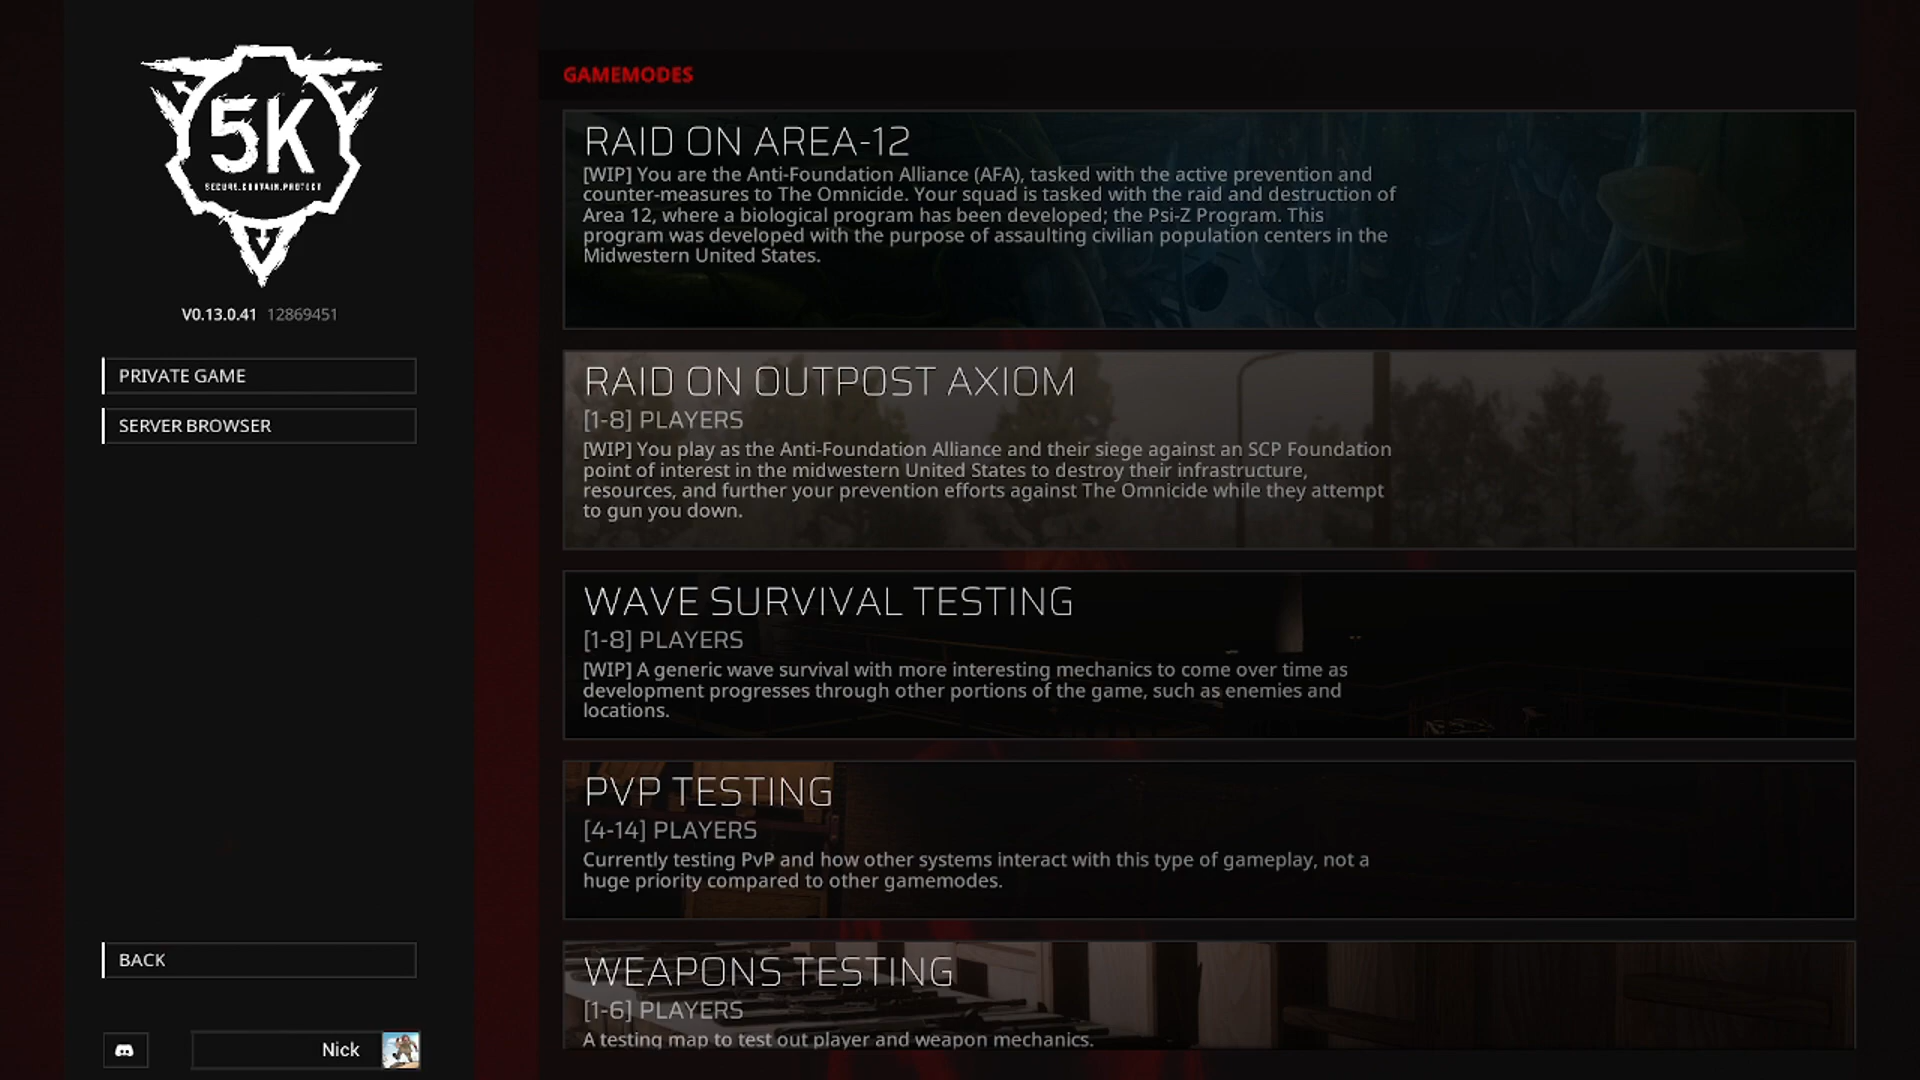 5K
SECURE.CONTAIN.PROTECT
V0.13.0.41 12869451
PRIVATE GAME
SERVER BROWSER
BACK
Nick
GAMEMODES
RAID ON AREA-12
[WIP] You are the Anti-Foundation Alliance (AFA), tasked with the active prevention and
counter-measures to The Omnicide. Your squad is tasked with the raid and destruction of
Area 12, where a biological program has been developed; the Psi-Z Program. This
program was developed with the purpose of assaulting civilian population centers in the
Midwestern United States.
RAID ON OUTPOST AXIOM
[1-8] PLAYERS
[WIP] You play as the Anti-Foundation Alliance and their siege against an SCP Foundation
point of interest in the midwestern United States to destroy their infrastructure,
resources, and further your prevention efforts against The Omnicide while they attempt
to gun you down.
WAVE SURVIVAL TESTING
[1-8] PLAYERS
[WIP] A generic wave survival with more interesting mechanics to come over time as
development progresses through other portions of the game, such as enemies and
locations.
PVP TESTING
[4-14] PLAYERS
Currently testing PvP and how other systems interact with this type of gameplay, not a
huge priority compared to other gamemodes.
WEAPONS TESTING
[1-6] PLAYERS
A testing map to test out player and weapon mechanics.